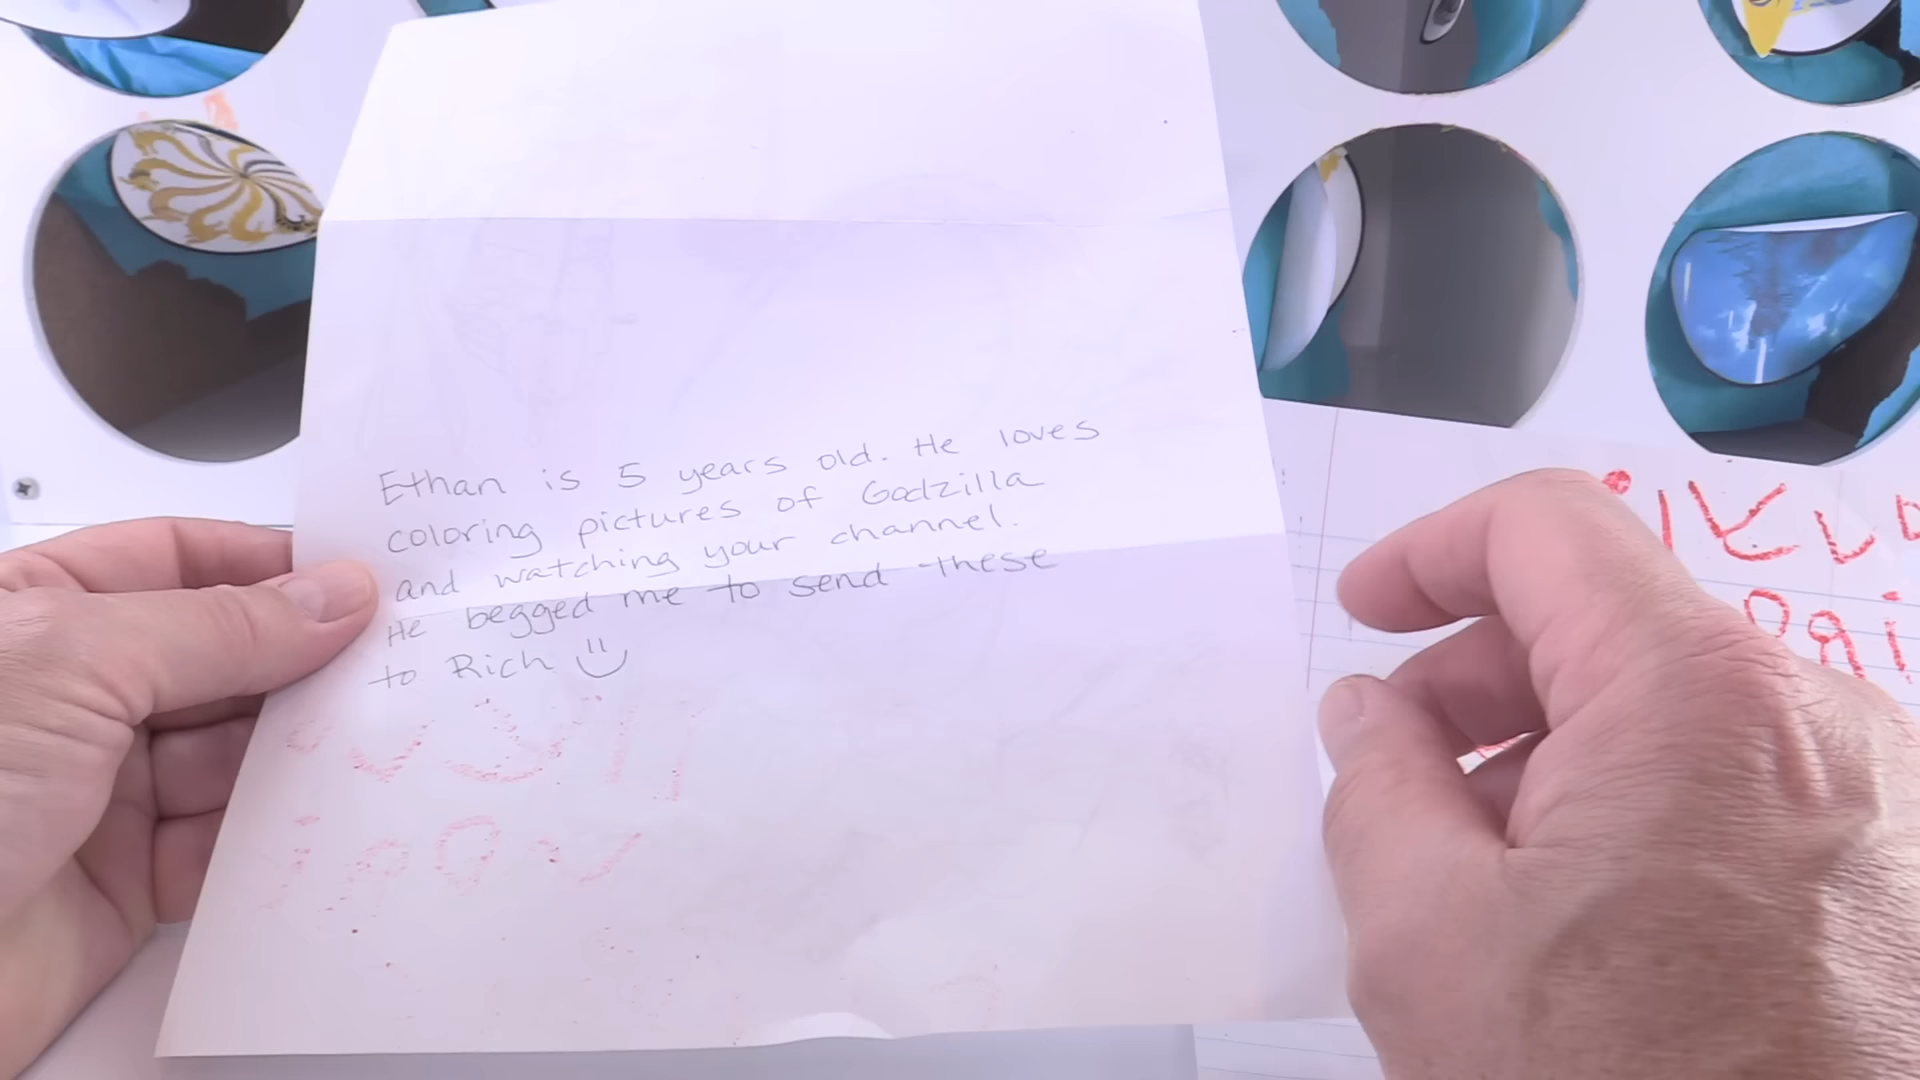 Ethan is 5 years old. He loves
coloring pictures of Godzilla
and watching your channel.
He begged me to send these
to Rich